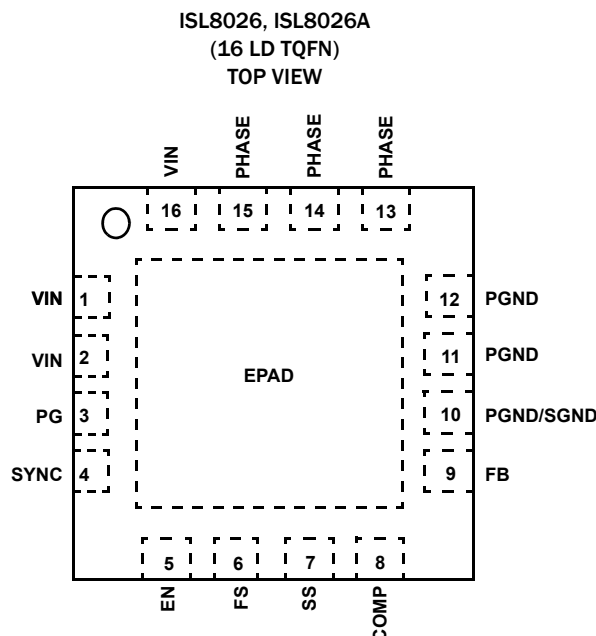 ISL8026, ISL8026A
(16 LD TQFN)
TOP VIEW
VIN
PHASE
PHASE
PHASE
16
15
14
13
VIN 1
12 PGND
VIN 2
11 PGND
EPAD
PG 3
10 PGND/SGND
SYNC 4
9 FB
5
6
7
8
EN
FS
SS
COMP